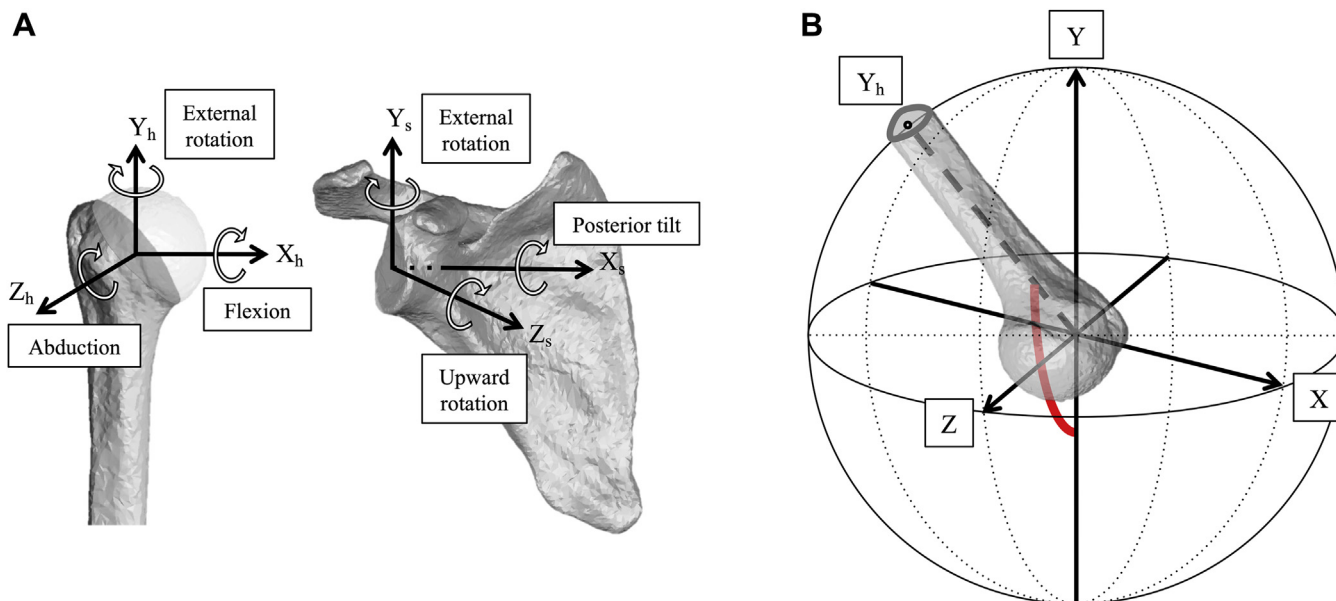 A
External
rotation
Yh
Xh
Flexion
Zh
Abduction
External
rotation
Ys
Posterior tilt
Xs
Zs
Upward
rotation
B
Y
Yh
X
Z